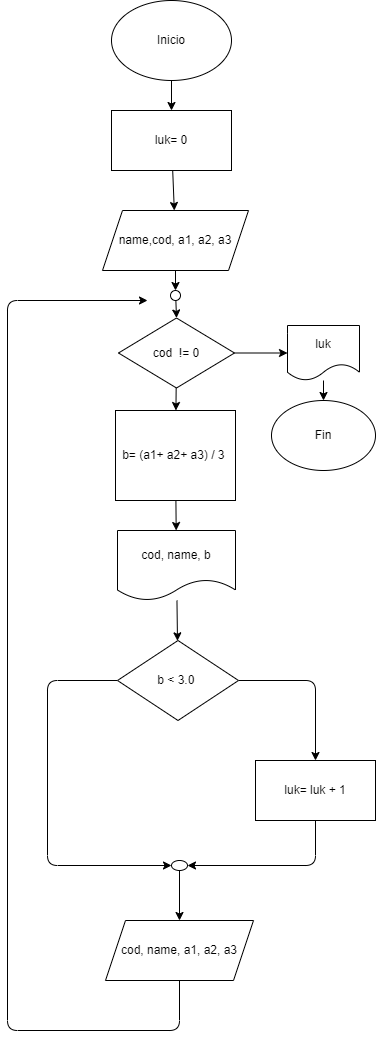 Inicio
luk= 0
name,cod, a1, a2, a3
cod != 0
luk
Fin
b= (a1+ a2+ a3) / 3
cod, name, b
b < 3.0
luk= luk + 1
cod, name, a1, a2, a3